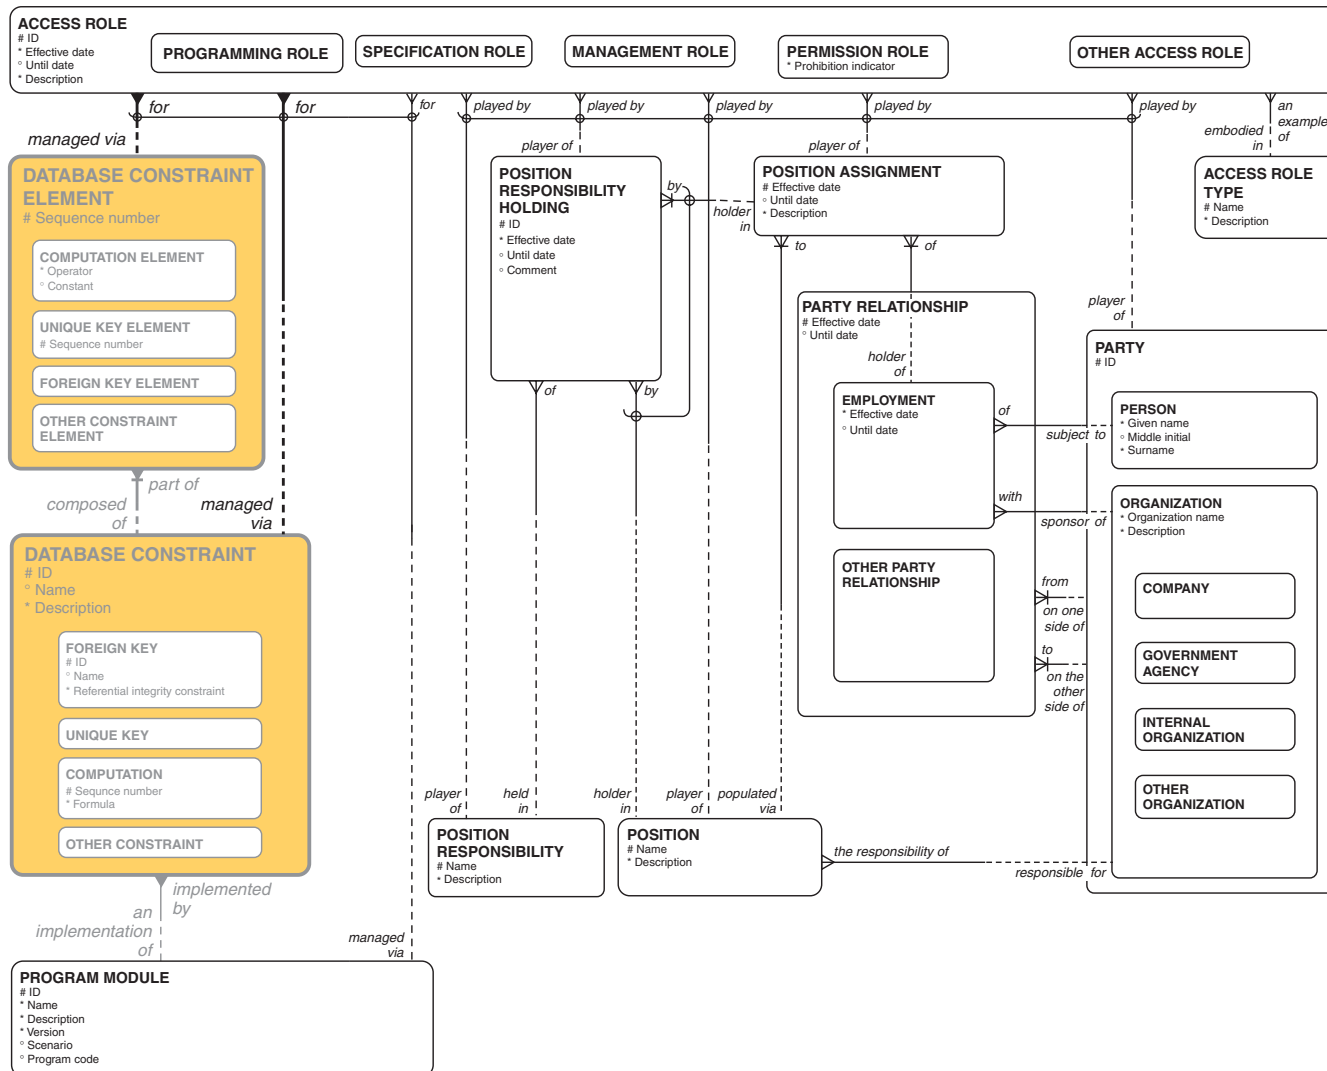 ACCESS ROLE
# ID
* Effective date
° Until date
* Description
PROGRAMMING ROLE
SPECIFICATION ROLE
MANAGEMENT ROLE
PERMISSION ROLE
* Prohibition indicator
OTHER ACCESS ROLE
for
for
for
played by
played by
played by
played by
played by
an
example
of
managed via
player of
player of
embodied
in
DATABASE CONSTRAINT
ELEMENT
# Sequence number
COMPUTATION ELEMENT
* Operator
° Constant
UNIQUE KEY ELEMENT
# Sequence number
FOREIGN KEY ELEMENT
OTHER CONSTRAINT
ELEMENT
POSITION
RESPONSIBILITY
HOLDING
# ID
* Effective date
° Until date
° Comment
by
holder
in
POSITION ASSIGNMENT
# Effective date
° Until date
* Description
ACCESS ROLE
TYPE
# Name
* Description
to
of
PARTY RELATIONSHIP
# Effective date
° Until date
holder
of
player
of
of
by
EMPLOYMENT
* Effective date
° Until date
of
subject to
with
sponsor of
PARTY
# ID
PERSON
* Given name
° Middle initial
* Surname
ORGANIZATION
* Organization name
* Description
part of
composed
of
managed
via
DATABASE CONSTRAINT
# ID
° Name
* Description
FOREIGN KEY
# ID
° Name
* Referential integrity constraint
UNIQUE KEY
COMPUTATION
# Sequnce number
* Formula
OTHER CONSTRAINT
OTHER PARTY
RELATIONSHIP
from
on one
side of
to
on the
other
side of
COMPANY
GOVERNMENT
AGENCY
INTERNAL
ORGANIZATION
OTHER
ORGANIZATION
player
of
held
in
holder
in
player
of
populated
via
POSITION
RESPONSIBILITY
# Name
* Description
POSITION
# Name
* Description
the responsibility of
responsible for
implemented
by
an
implementation
of
managed
via
PROGRAM MODULE
# ID
* Name
* Description
* Version
° Scenario
° Program code